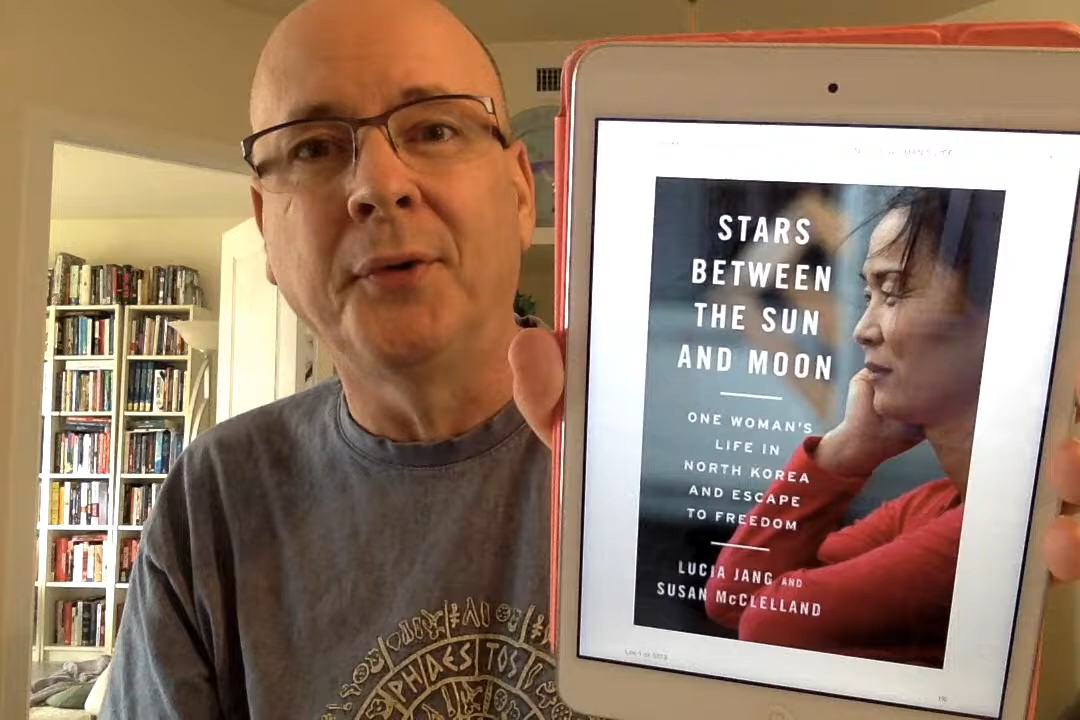 STARS
BETWEEN
THE SUN
AND MOON
ONE WOMAN'S
LIFE IN
NORTH KOREA
AND ESCAPE
TO FREEDOM
LUCIA JANG AND
SUSAN McCLELLAND
PHDES TOS